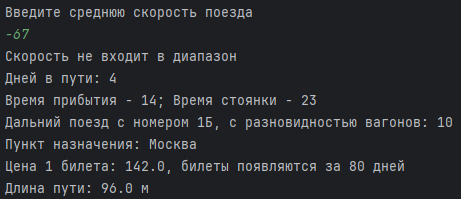 Введите среднюю скорость поезда
-67
Скорость не входит в диапазон
Дней в пути: 4
Время прибытия - 14; Время стоянки - 23
Дальний поезд с номером 1Б, с разновидностью вагонов: 10
Пункт назначения: Москва
Цена 1 билета: 142.0, билеты появляются за 80 дней
Длина пути: 96.0 м